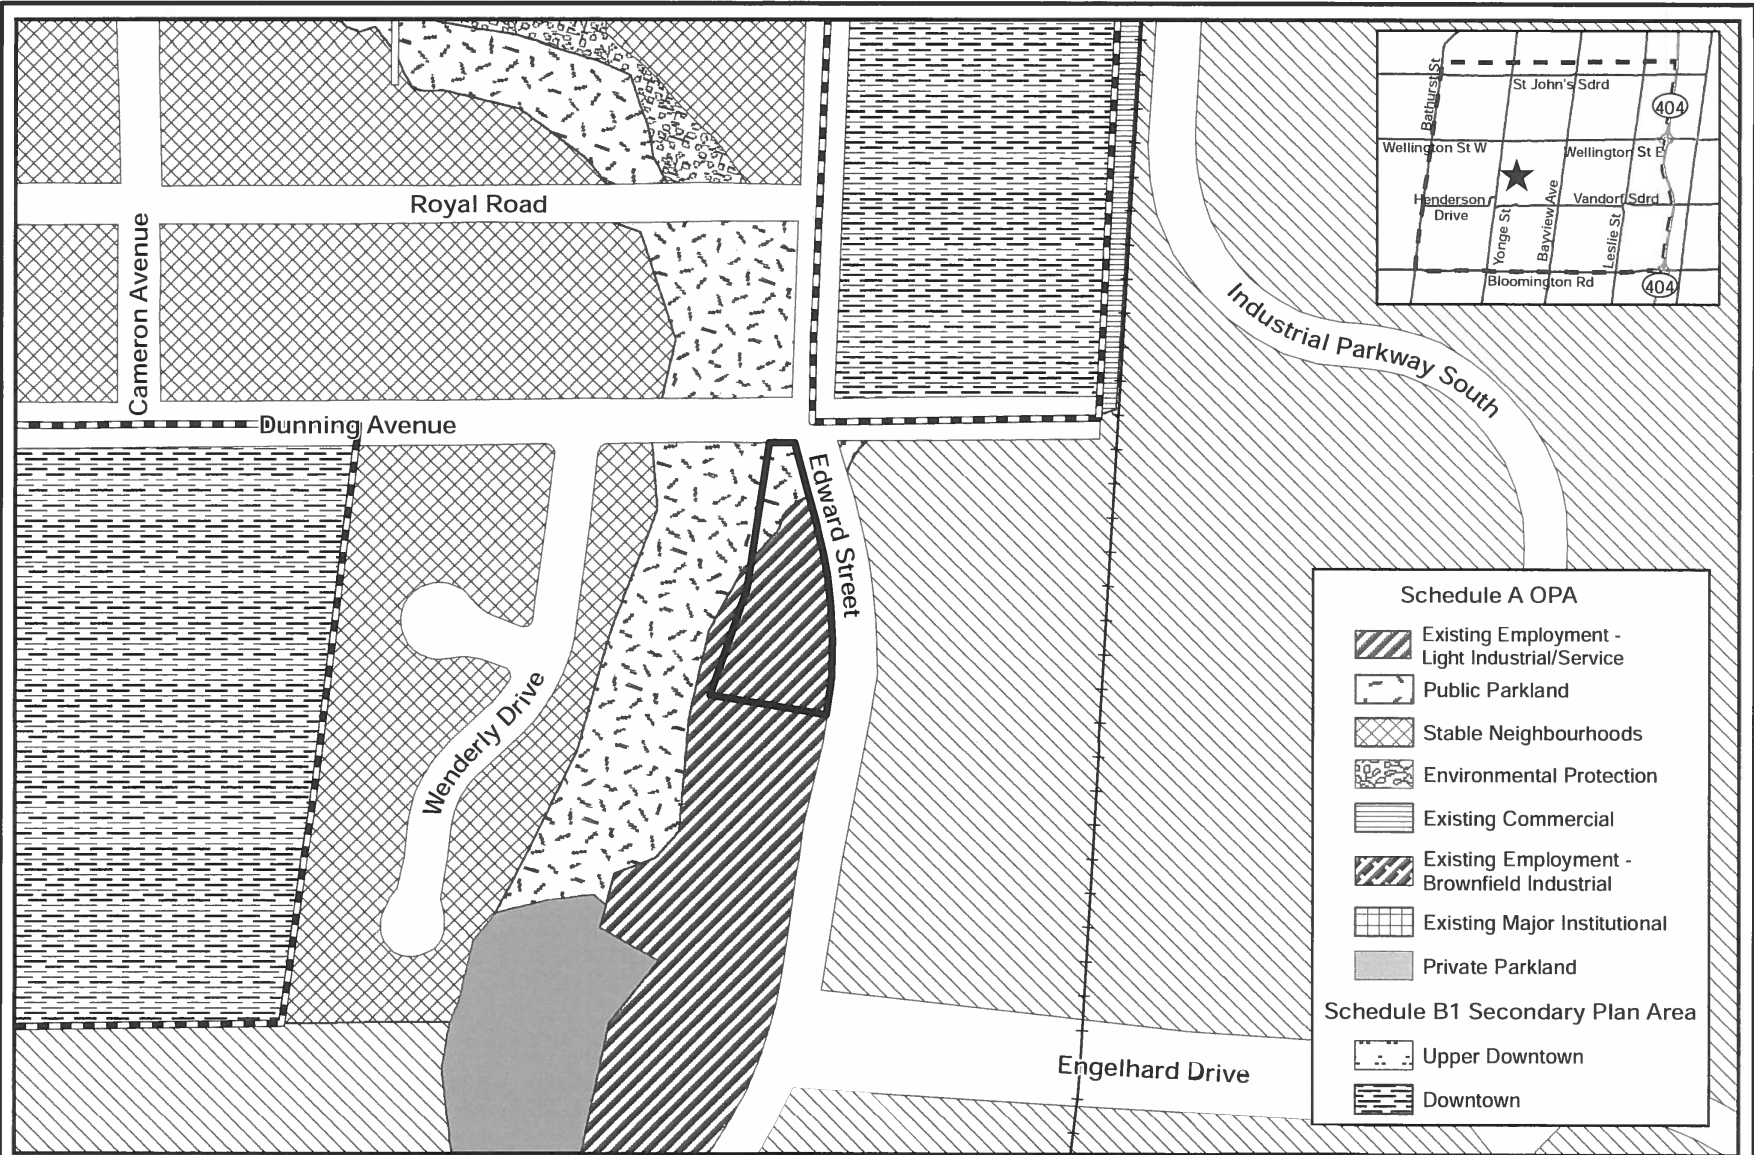 Royal Road
Cameron Avenue
Dunning Avenue
Edward Street
Wenderly Drive
Industrial Parkway South
Engelhard Drive
Bathurst St
St John's Sdrd
404
Wellington St W
Wellington St E
Henderson
Drive
Vandorf Sdrd
Yonge St
Bayview Ave
Leslie St
Bloomington Rd
404
Schedule A OPA
Existing Employment -
Light Industrial/Service
Public Parkland
Stable Neighbourhoods
Environmental Protection
Existing Commercial
Existing Employment -
Brownfield Industrial
Existing Major Institutional
Private Parkland
Schedule B1 Secondary Plan Area
Upper Downtown
Downtown